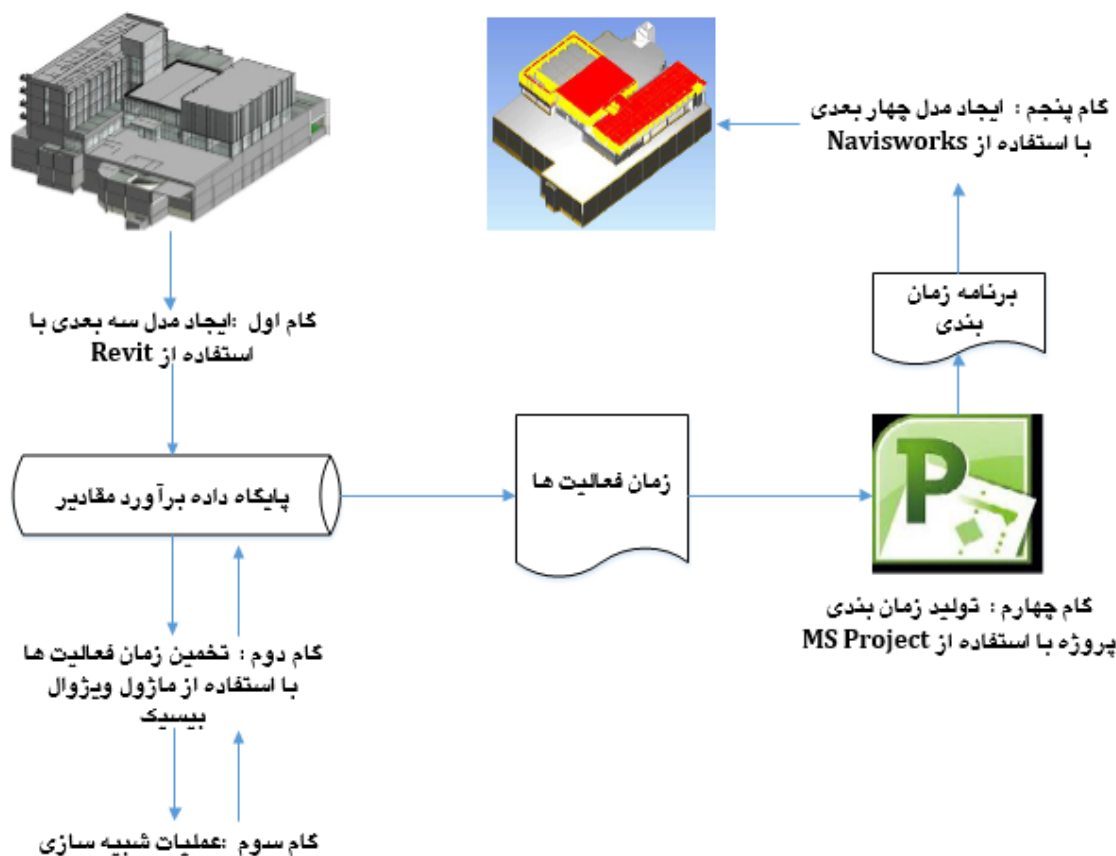 گام اول :ایجاد مدل سه بعدی با
استفاده از Revit
پایگاه داده برآورد مقادیر
گام دوم : تخمین زمان فعالیت ها
با استفاده از ماژول ویژوال
بیسیک
گام سوم :عملیات شبیه سازی
زمان فعالیت ها
P
گام چهارم : تولید زمان بندی
پروژه با استفاده از MS Project
برنامه زمان
بندی
گام پنجم : ایجاد مدل چهار بعدی
با استفاده از Navisworks